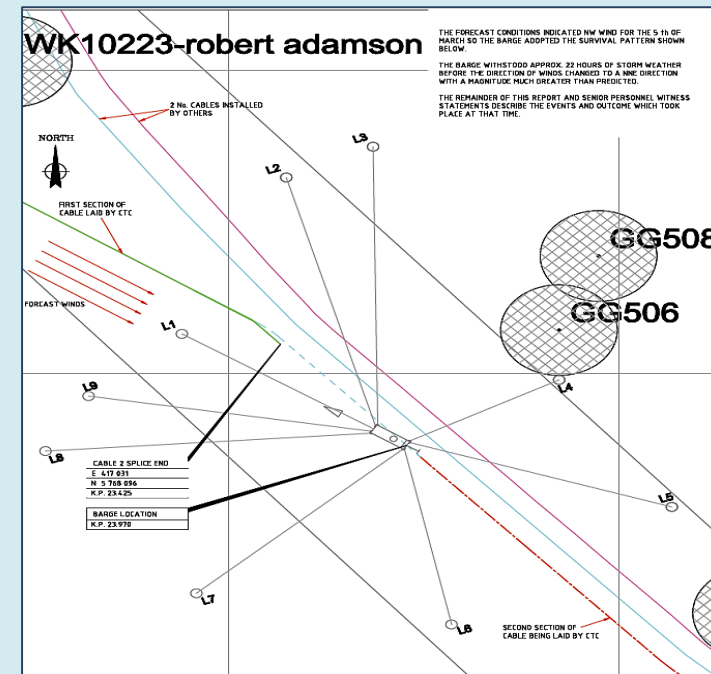 WK10223-robert adamson
THE FORECAST CONDITIONS INDICATED NW WIND FOR THE 5 th OF
MARCH SO THE BARGE ADOPTED THE SURVIVAL PATTERN SHOWN
BELOW.
THE BARGE WITHSTOOD APPROX. 22 HOURS OF STORM WEATHER
BEFORE THE DIRECTION OF WINDS CHANGED TO A NNE DIRECTION
WITH A MAGNITUDE MUCH GREATER THAN PREDICTED.
THE REMAINDER OF THIS REPORT AND SENIOR PERSONNEL WITNESS
STATEMENTS DESCRIBE THE EVENTS AND OUTCOME WHICH TOOK
PLACE AT THAT TIME.
2 No. CABLES INSTALLED
BY OTHERS
NORTH
L3
L2
FIRST SECTION OF
CABLE LAID BY CTC
GG508
FORCAST WINDS
GG506
L1
L9
L4
L8
CABLE 2 SPLICE END
E 417 031
N 5 768 096
K.P. 23.425
BARGE LOCATION
K.P. 23.970
L5
L7
L6
SECOND SECTION OF
CABLE BEING LAID BY CTC